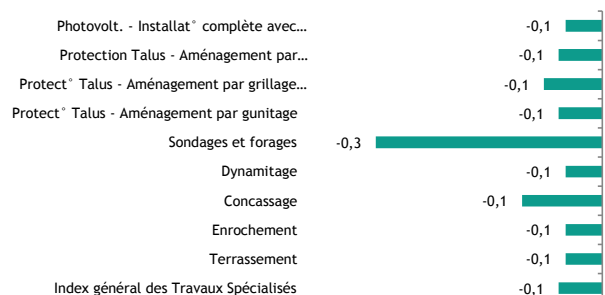 Photovolt. - Installat° complète avec… -0,1
Protection Talus - Aménagement par… -0,1
Protect° Talus - Aménagement par grillage… -0,1
Protect° Talus - Aménagement par gunitage -0,1
Sondages et forages -0,3
Dynamitage -0,1
Concassage -0,1
Enrochement -0,1
Terrassement -0,1
Index général des Travaux Spécialisés -0,1